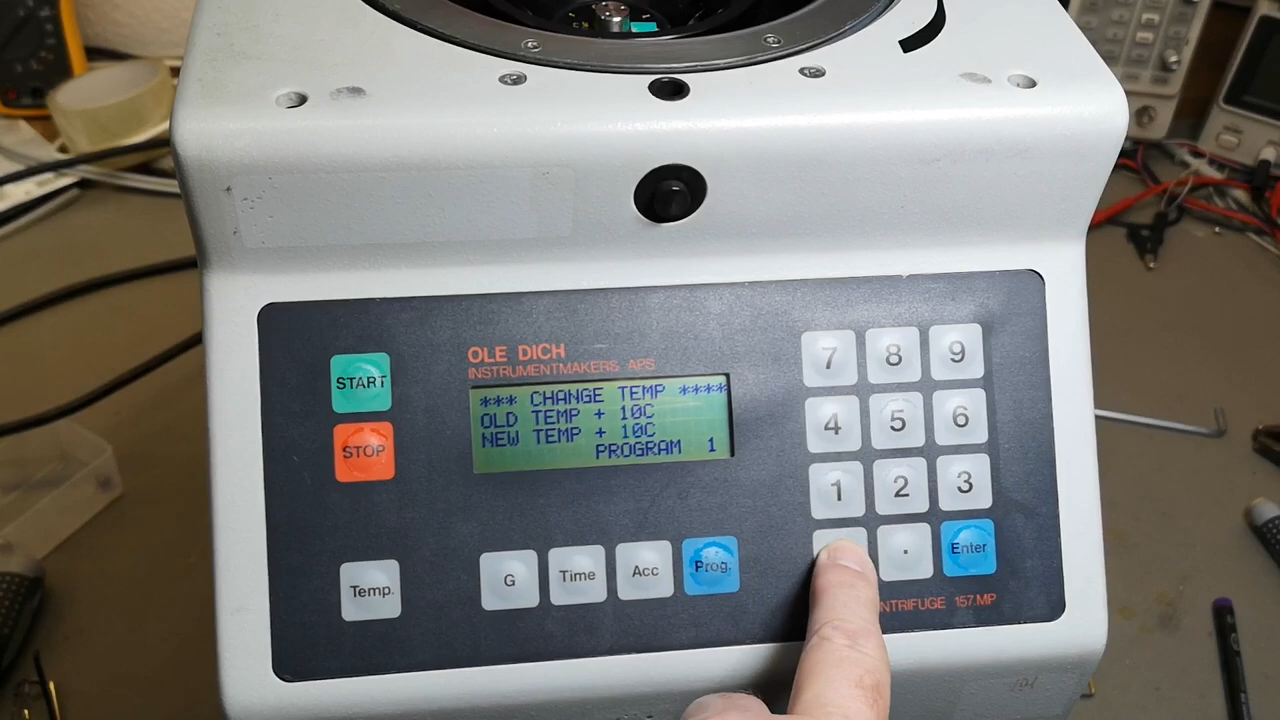 OLE DICH
INSTRUMENTMAKERS APS
*** CHANGE TEMP ****
OLD TEMP + 10C
NEW TEMP + 10C
PROGRAM 1
START
STOP
Temp.
G
Time
Acc
Prog.
7
8
9
4
5
6
1
2
3
.
Enter
NTRIFUGE 157.MP